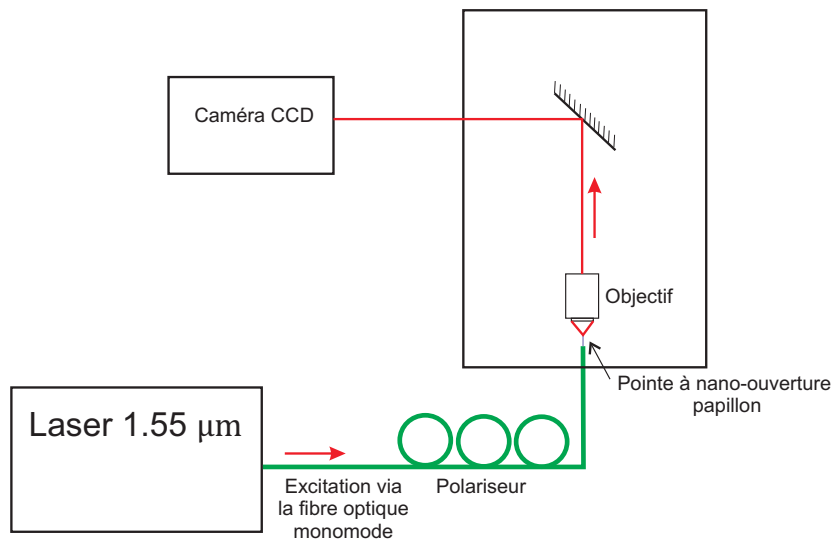 Caméra CCD
Objectif
Pointe à nano-ouverture
papillon
Laser 1.55 μm
Excitation via
la fibre optique
monomode
Polariseur